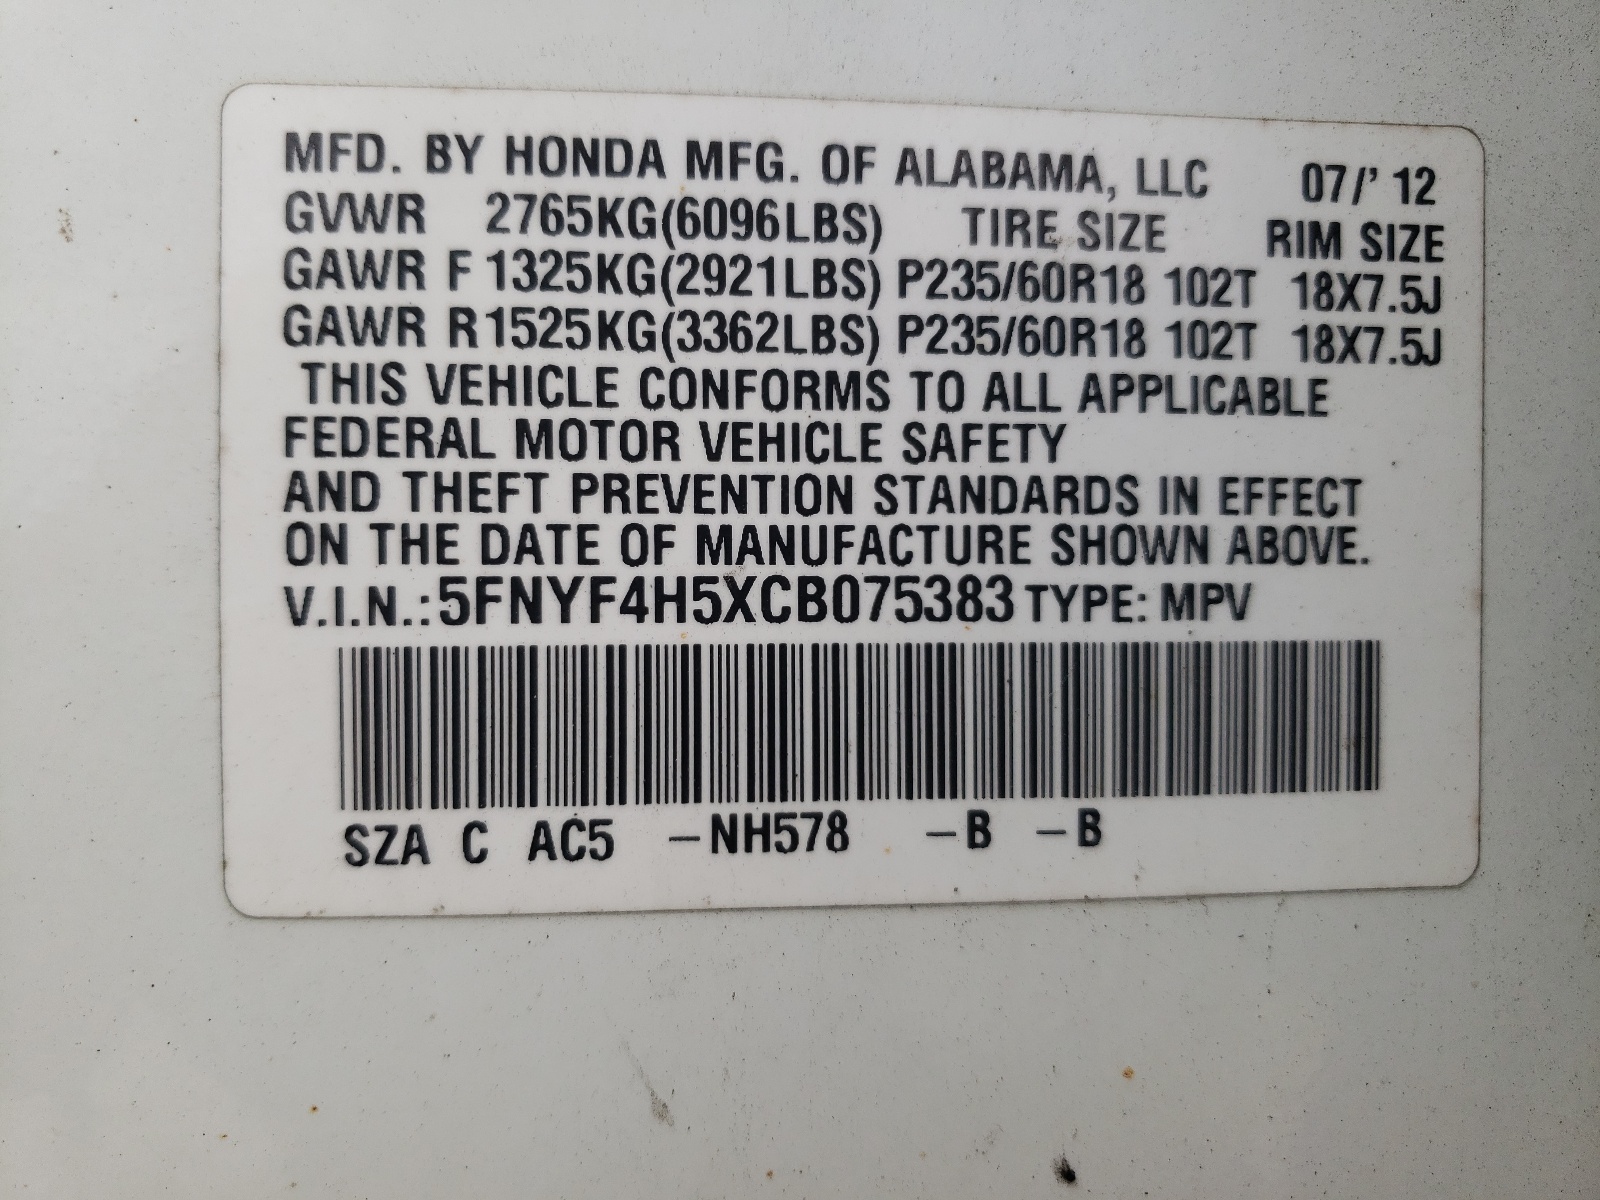 MFD. BY HONDA MFG. OF ALABAMA, LLC 07/' 12
GVWR 2765KG(6096LBS) TIRE SIZE RIM SIZE
GAWR F 1325KG(2921LBS) P235/60R18 102T 18X7.5J
GAWR R 1525KG(3362LBS) P235/60R18 102T 18X7.5J
THIS VEHICLE CONFORMS TO ALL APPLICABLE
FEDERAL MOTOR VEHICLE SAFETY
AND THEFT PREVENTION STANDARDS IN EFFECT
ON THE DATE OF MANUFACTURE SHOWN ABOVE.
V.I.N.:5FNYF4H5XCB075383 TYPE: MPV
SZA C AC5 –NH578 –B –B